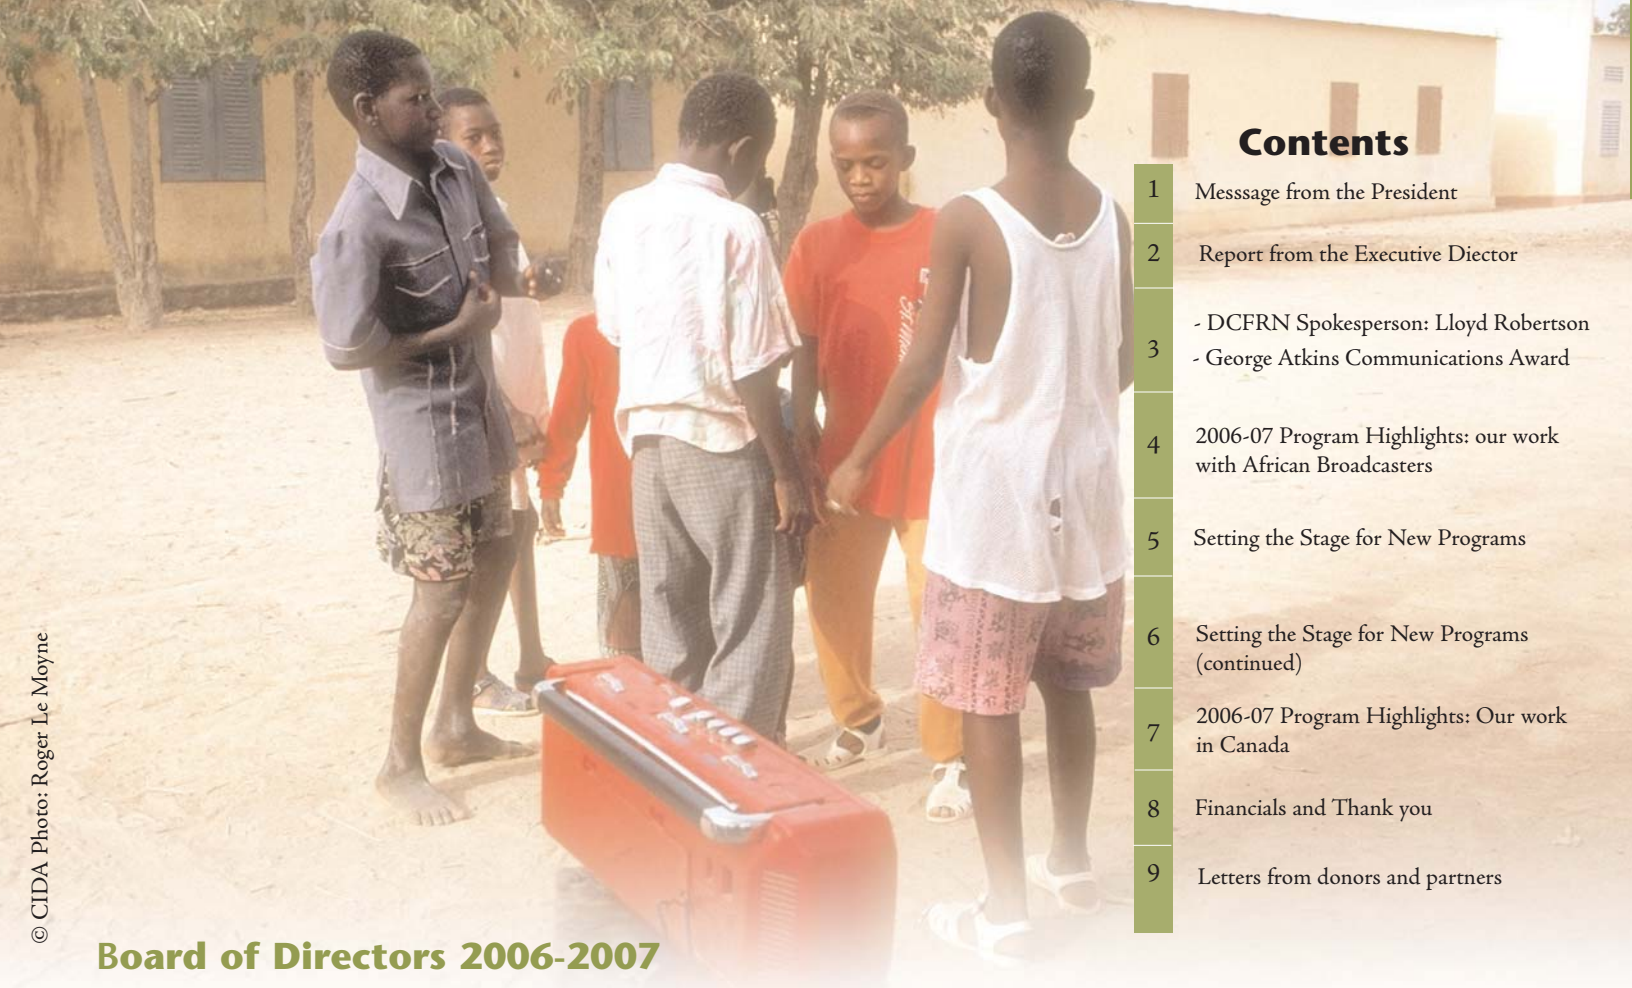 Contents
1 Messsage from the President
2 Report from the Executive Diector
3 - DCFRN Spokesperson: Lloyd Robertson
- George Atkins Communications Award
4 2006-07 Program Highlights: our work
with African Broadcasters
5 Setting the Stage for New Programs
6 Setting the Stage for New Programs
(continued)
7 2006-07 Program Highlights: Our work
in Canada
8 Financials and Thank you
9 Letters from donors and partners
© CIDA Photo: Roger Le Moyne
Board of Directors 2006-2007